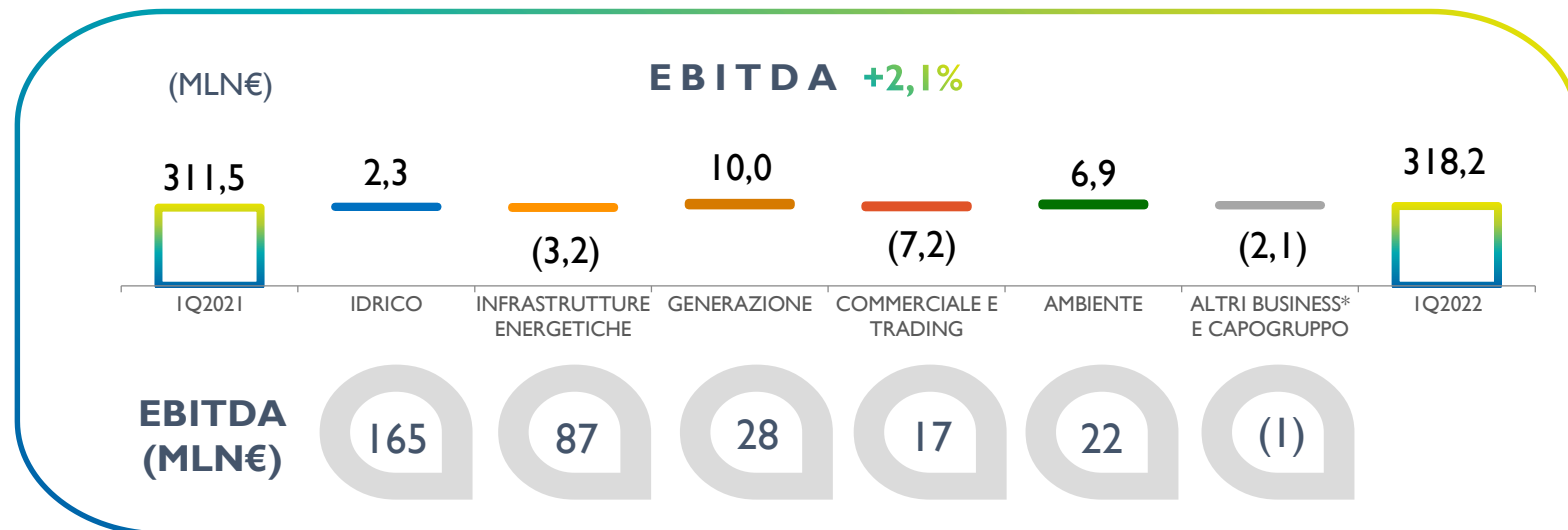 (MLN€)
EBITDA +2,1%
311,5
2,3
(3,2)
10,0
(7,2)
6,9
(2,1)
318,2
1Q2021
IDRICO
INFRASTRUTTURE
ENERGETICHE
GENERAZIONE
COMMERCIALE E
TRADING
AMBIENTE
ALTRI BUSINESS*
E CAPOGRUPPO
1Q2022
EBITDA
(MLN€)
165
87
28
17
22
(1)